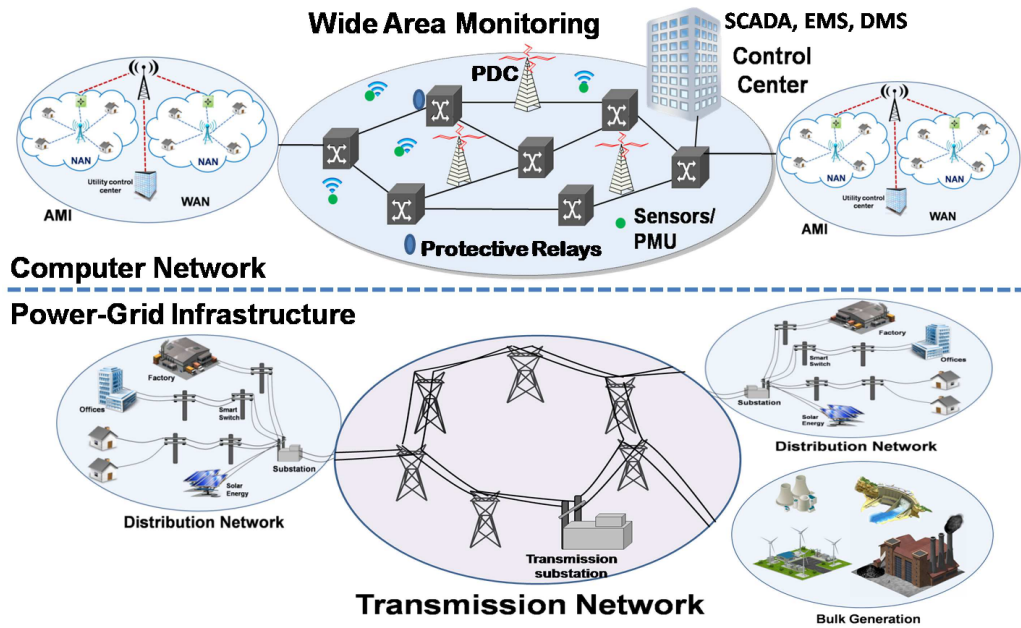 Wide Area Monitoring
SCADA, EMS, DMS
Control
Center
PDC
NAN
NAN
Utility control
center
AMI
WAN
NAN
NAN
Utility control
center
AMI
WAN
Sensors/
PMU
Protective Relays
Computer Network
Power-Grid Infrastructure
Factory
Offices
Smart
Switch
Substation
Solar
Energy
Distribution Network
Transmission
substation
Transmission Network
Factory
Smart
Switch
Offices
Substation
Solar
Energy
Distribution Network
Bulk Generation